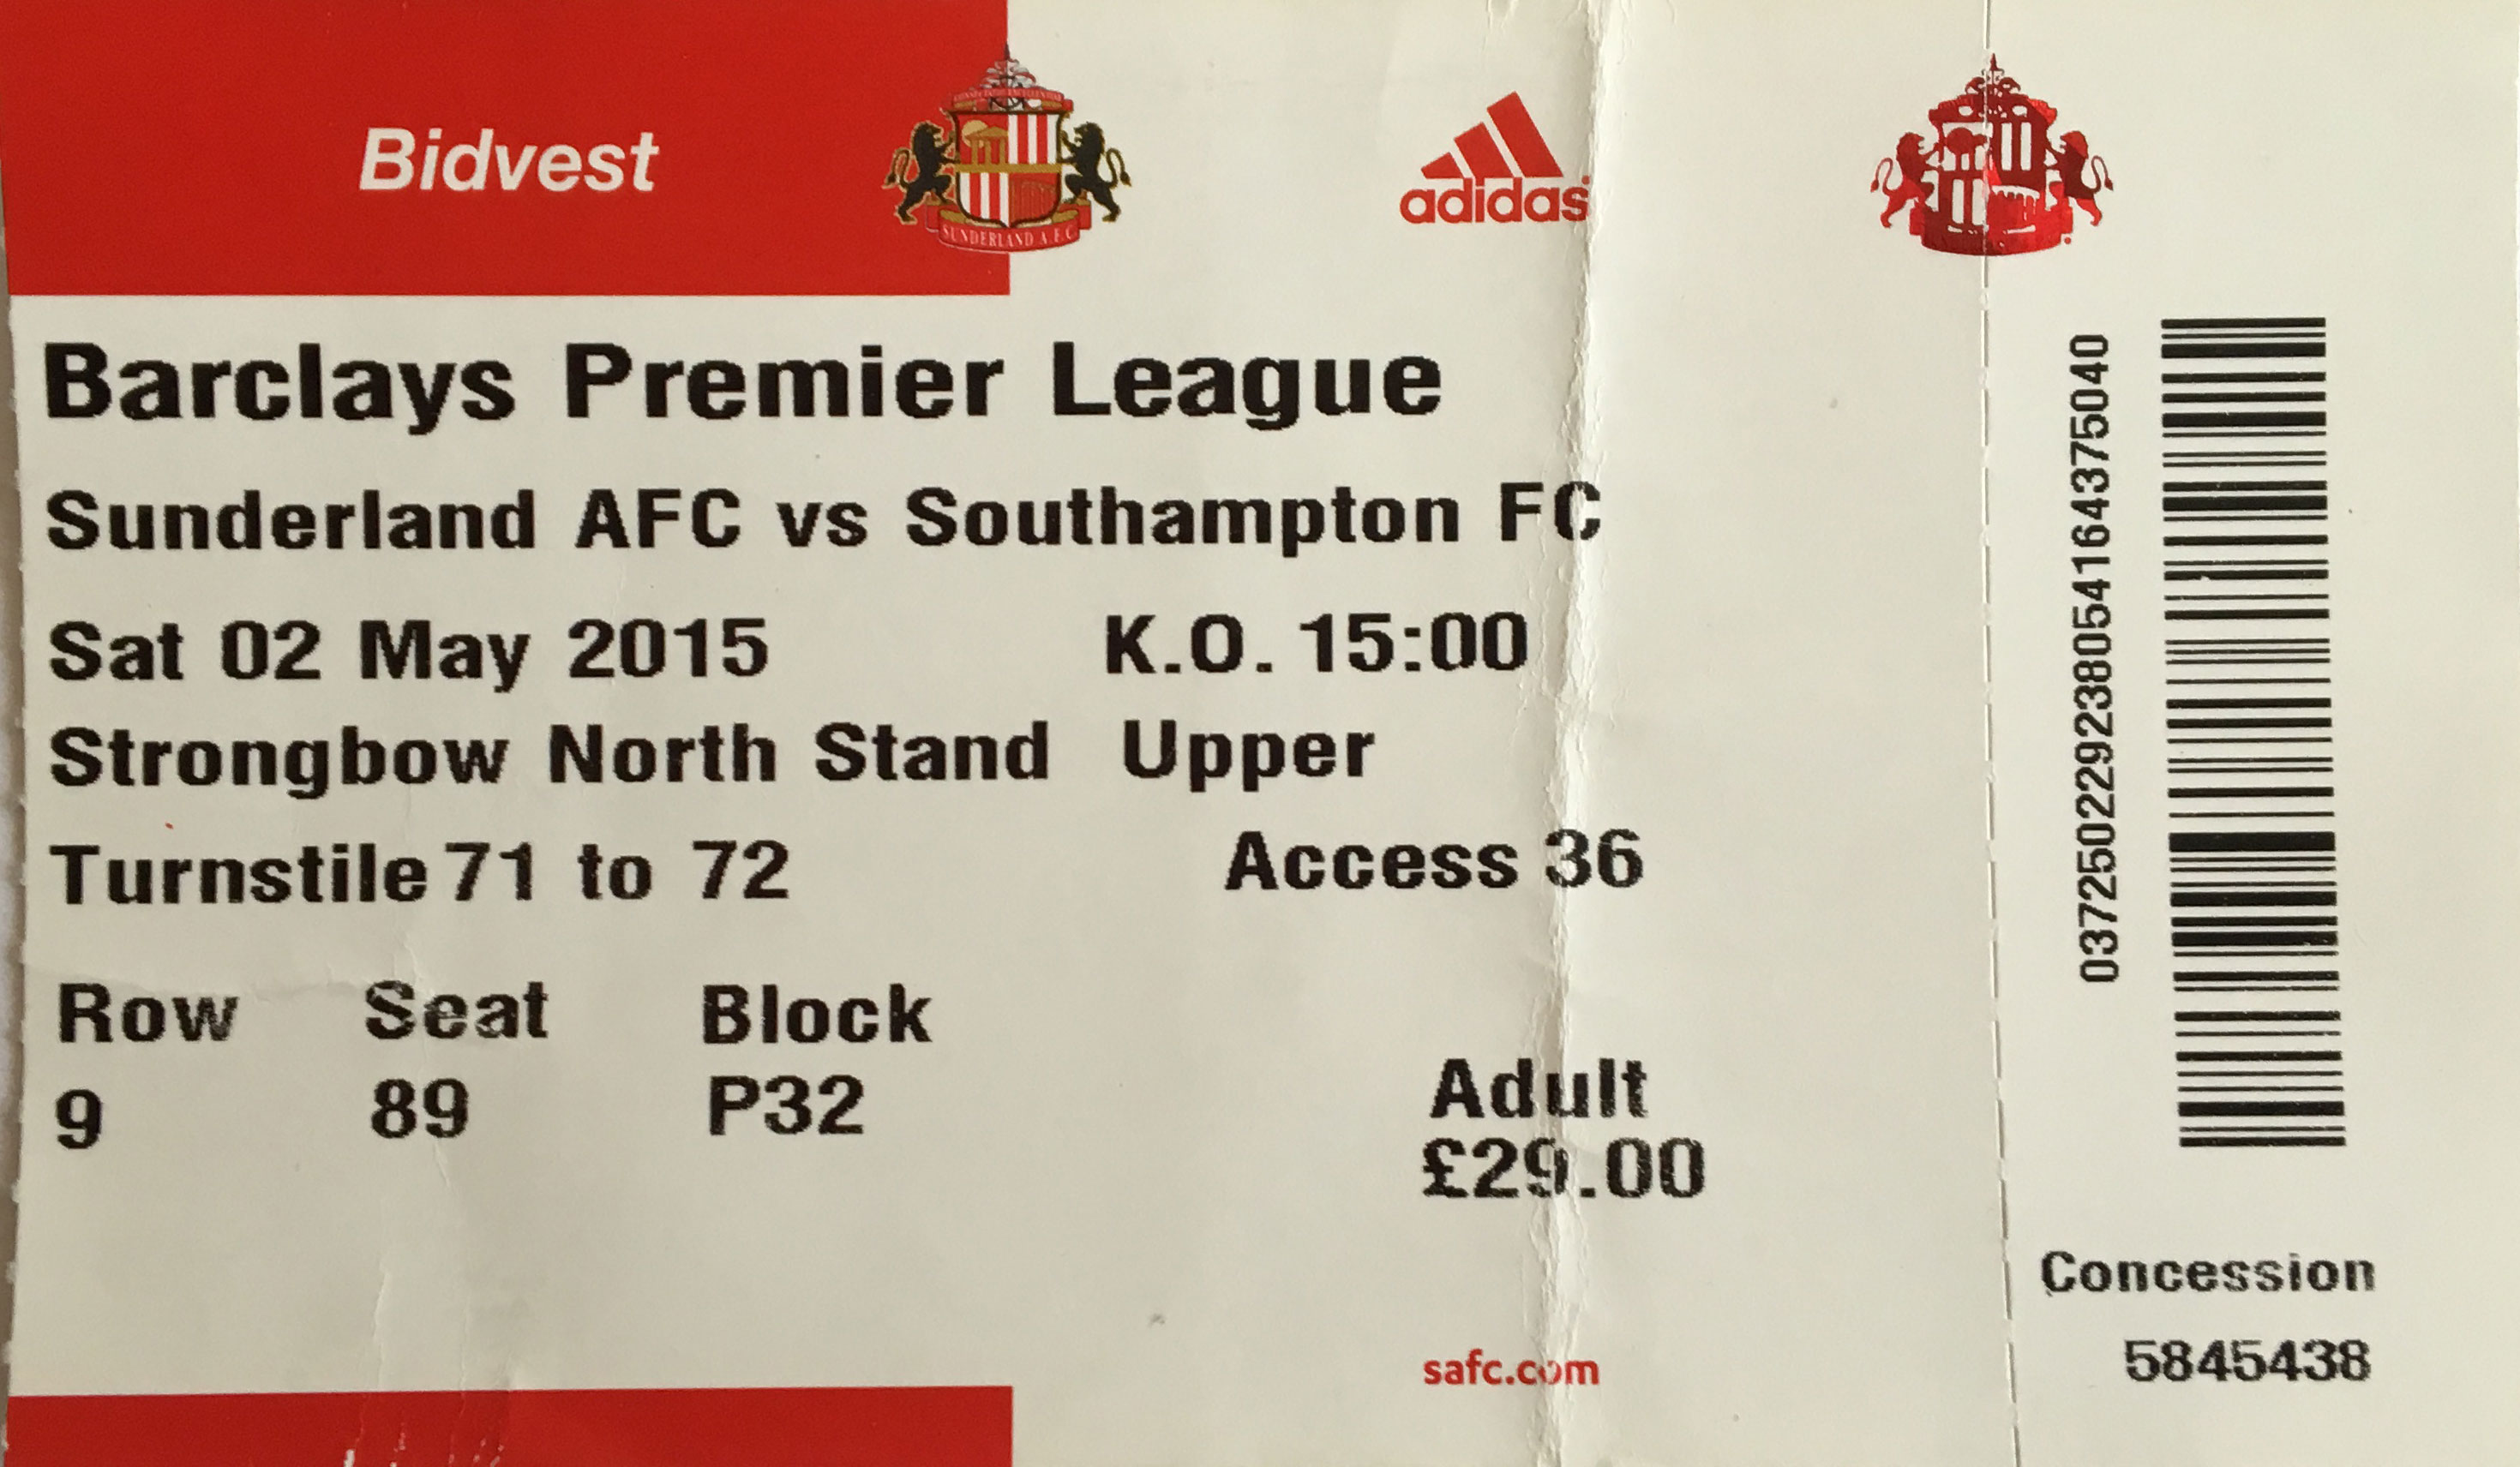 Bidvest
SUNDERLAND A.F.C
adidas
Barclays Premier League
Sunderland AFC vs Southampton FC
Sat 02 May 2015 K.O. 15:00
Strongbow North Stand Upper
Turnstile 71 to 72 Access 36
Row Seat Block
9 89 P32
Adult
£29.00
safc.com
037250229238054164375040
Concession
5845438